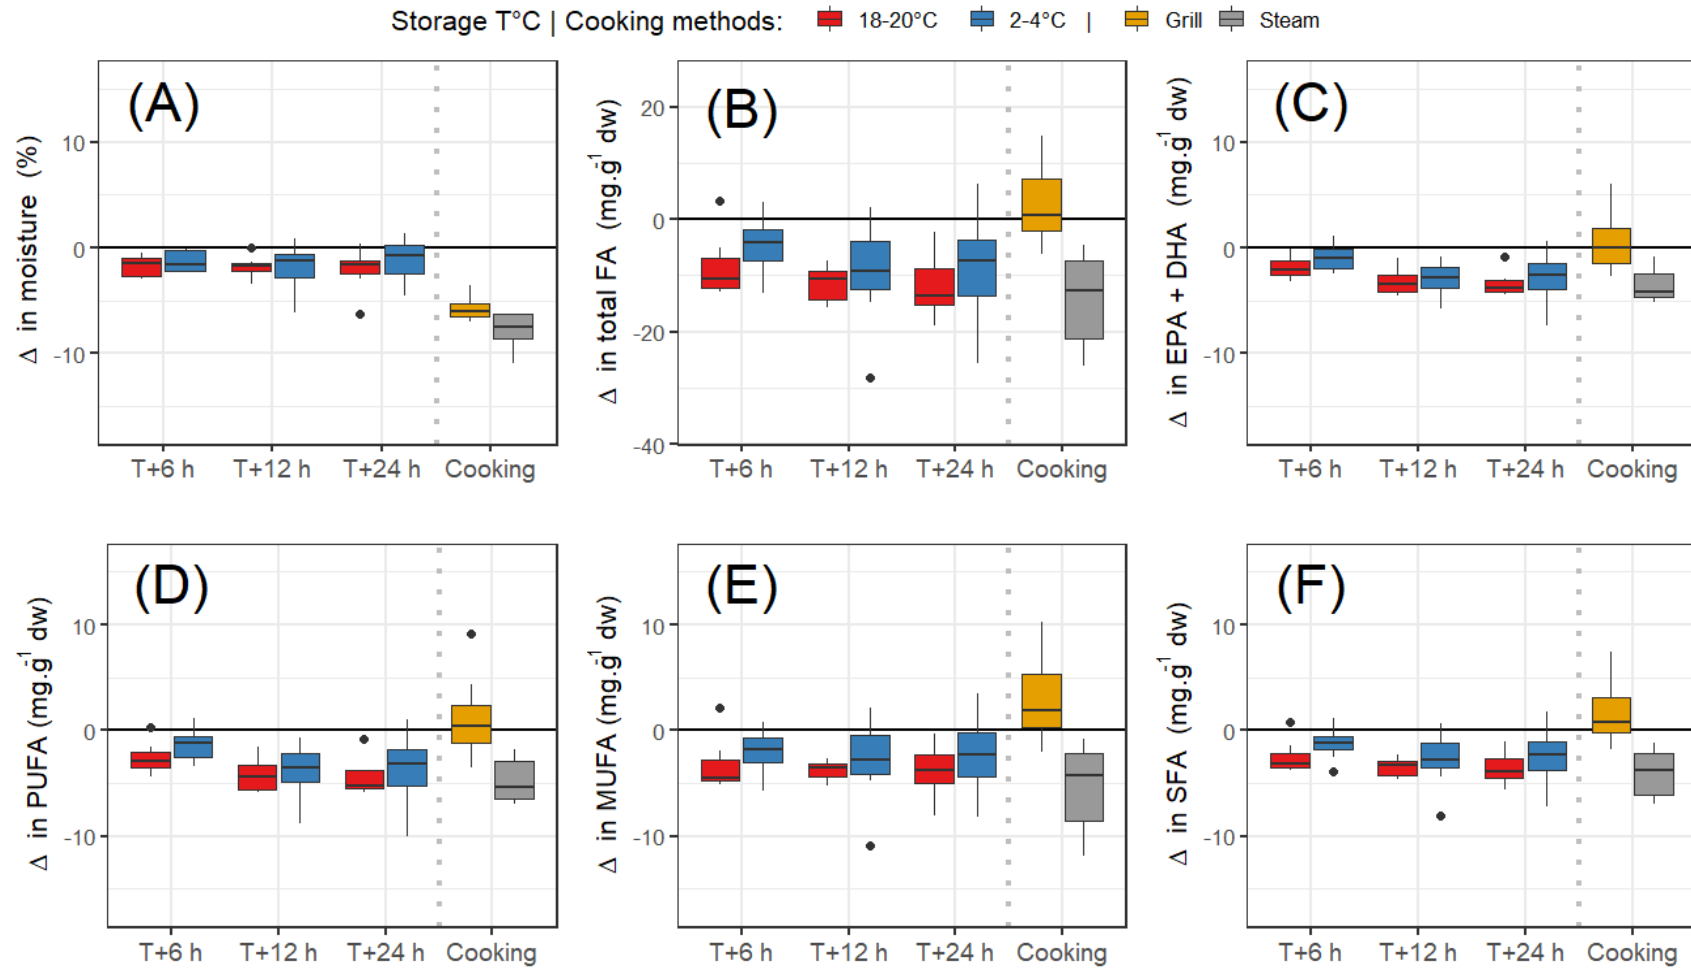 Storage T°C | Cooking methods: 18-20°C 2-4°C | Grill Steam
(A)
Δ in moisture (%)
10
0
-10
T+6 h T+12 h T+24 h Cooking
(B)
Δ in total FA (mg.g-1 dw)
20
0
-20
-40
T+6 h T+12 h T+24 h Cooking
(C)
Δ in EPA + DHA (mg.g-1 dw)
10
0
-10
T+6 h T+12 h T+24 h Cooking
(D)
Δ in PUFA (mg.g-1 dw)
10
0
-10
T+6 h T+12 h T+24 h Cooking
(E)
Δ in MUFA (mg.g-1 dw)
10
0
-10
T+6 h T+12 h T+24 h Cooking
(F)
Δ in SFA (mg.g-1 dw)
10
0
-10
T+6 h T+12 h T+24 h Cooking